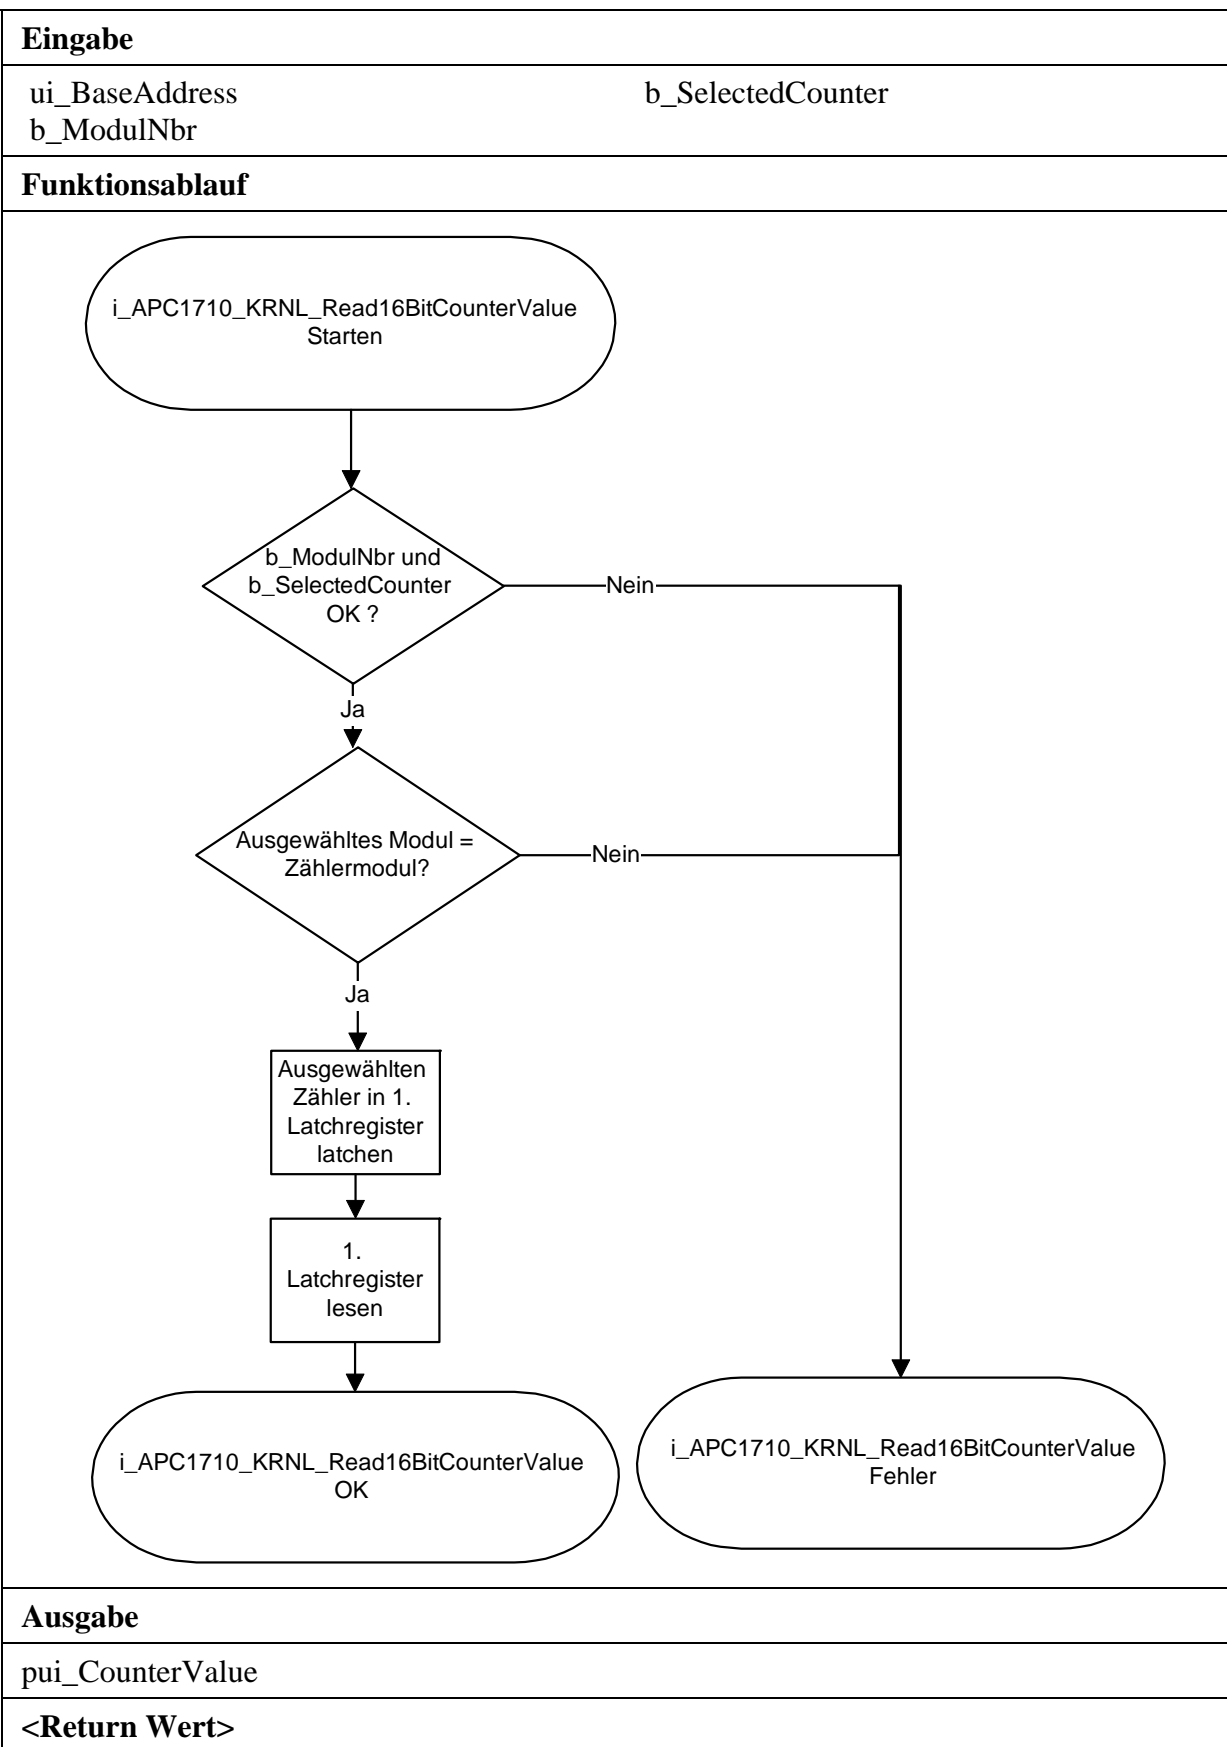 Eingabe
ui_BaseAddress b_SelectedCounter
b_ModulNbr
Funktionsablauf
i_APC1710_KRNL_Read16BitCounterValue
Starten
b_ModulNbr und
b_SelectedCounter
OK ?
Nein
Ja
Ausgewähltes Modul =
Zählermodul?
Nein
Ja
Ausgewählten
Zähler in 1.
Latchregister
latchen
1.
Latchregister
lesen
i_APC1710_KRNL_Read16BitCounterValue
OK
i_APC1710_KRNL_Read16BitCounterValue
Fehler
Ausgabe
pui_CounterValue
<Return Wert>